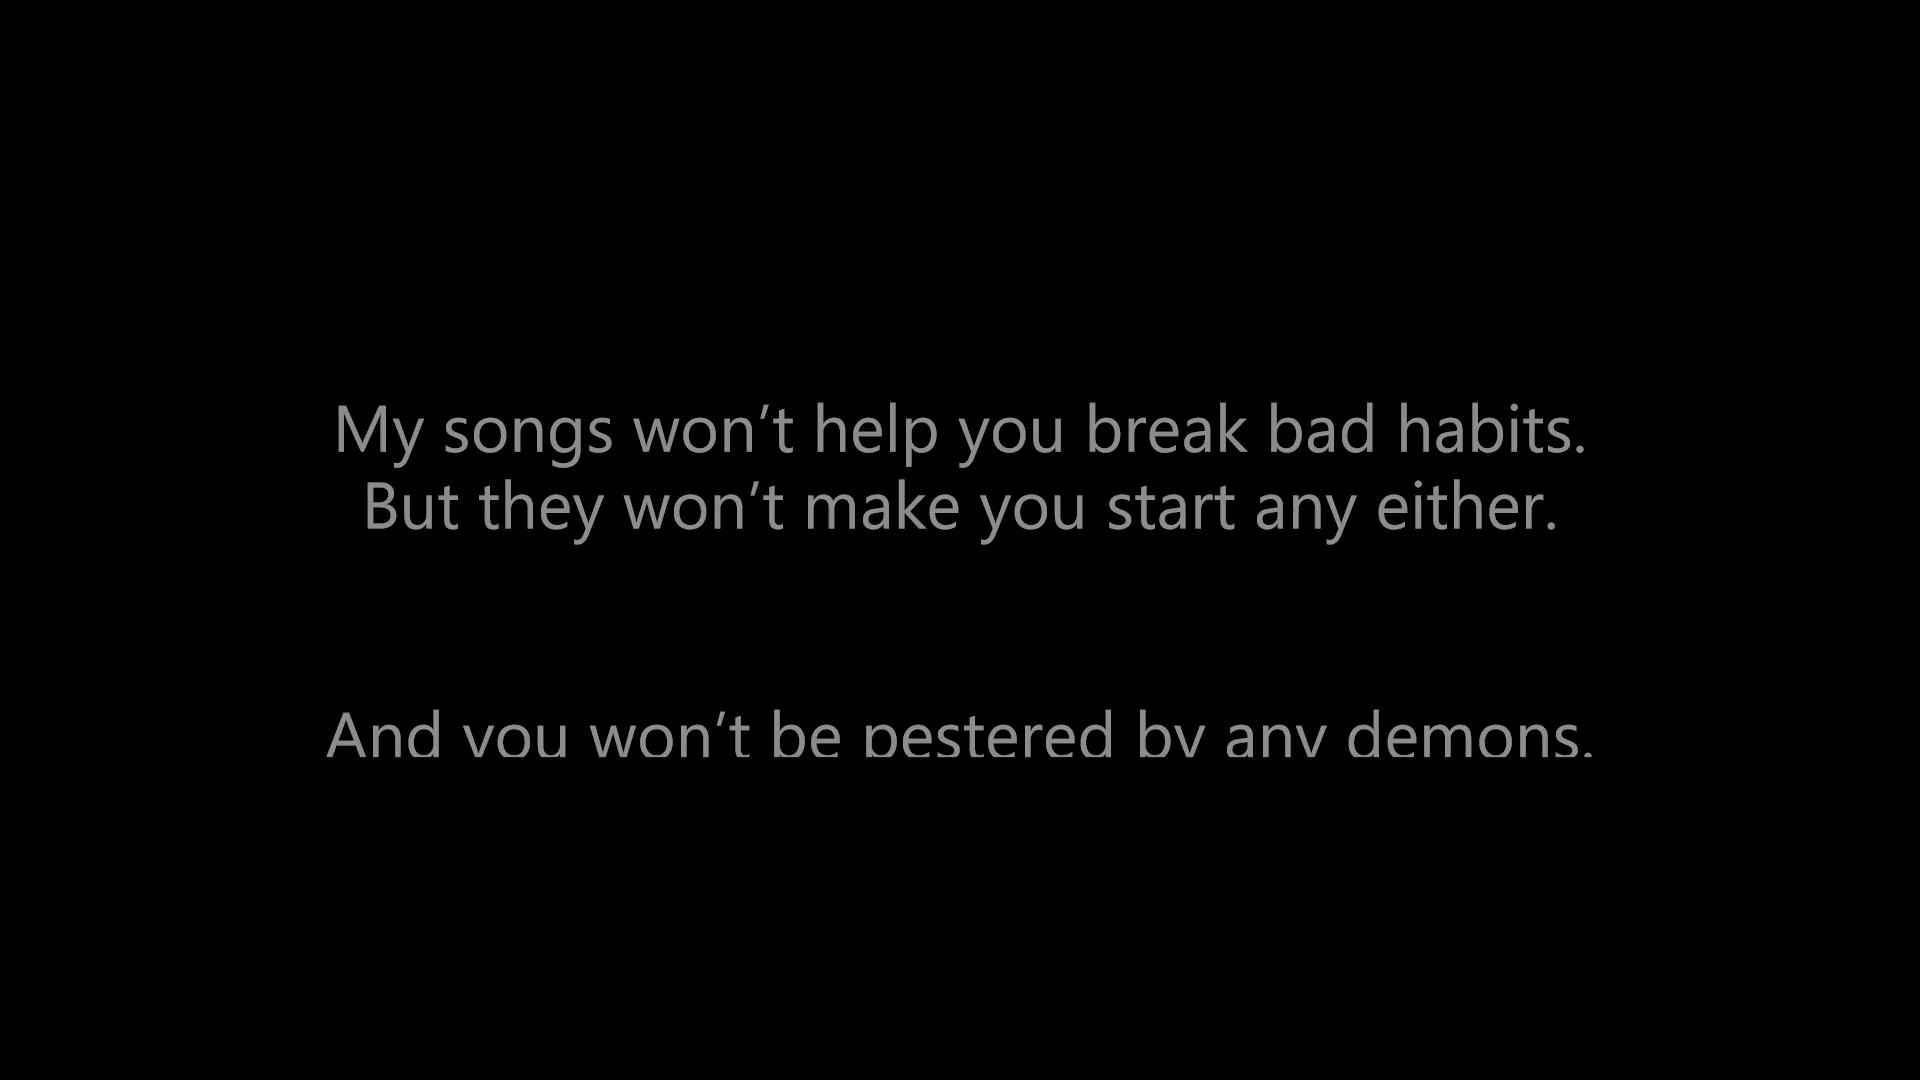 My songs won’t help you break bad habits.
But they won’t make you start any either.
And you won’t be pestered by any demons.